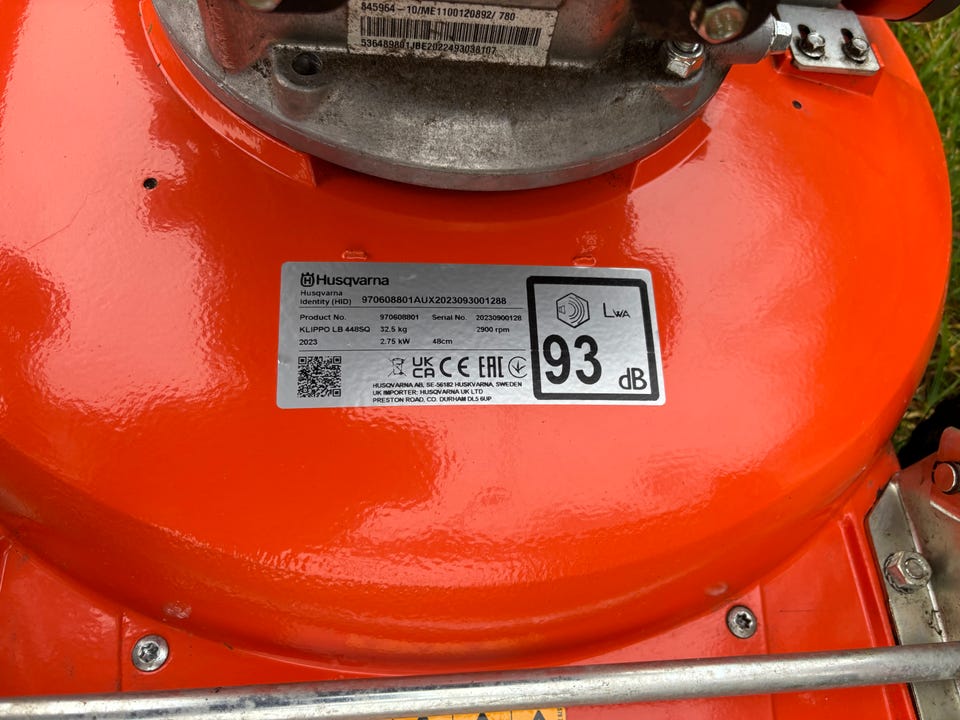 845964-10/ME1100120892/ 780
536489801JBE2022493038107
Husqvarna
Husqvarna
Identity (HID) 970608801AUX2023093001288
Product No. 970608801 Serial No. 20230900128
KLIPPO LB 448SQ 32.5 kg 2900 rpm
2023 2.75 kW 48cm
UK CA CE EAC
HUSQVARNA AB, SE-56182 HUSKVARNA, SWEDEN
UK IMPORTER: HUSQVARNA UK LTD
PRESTON ROAD, CO. DURHAM DL5 6UP
LWA
93
dB